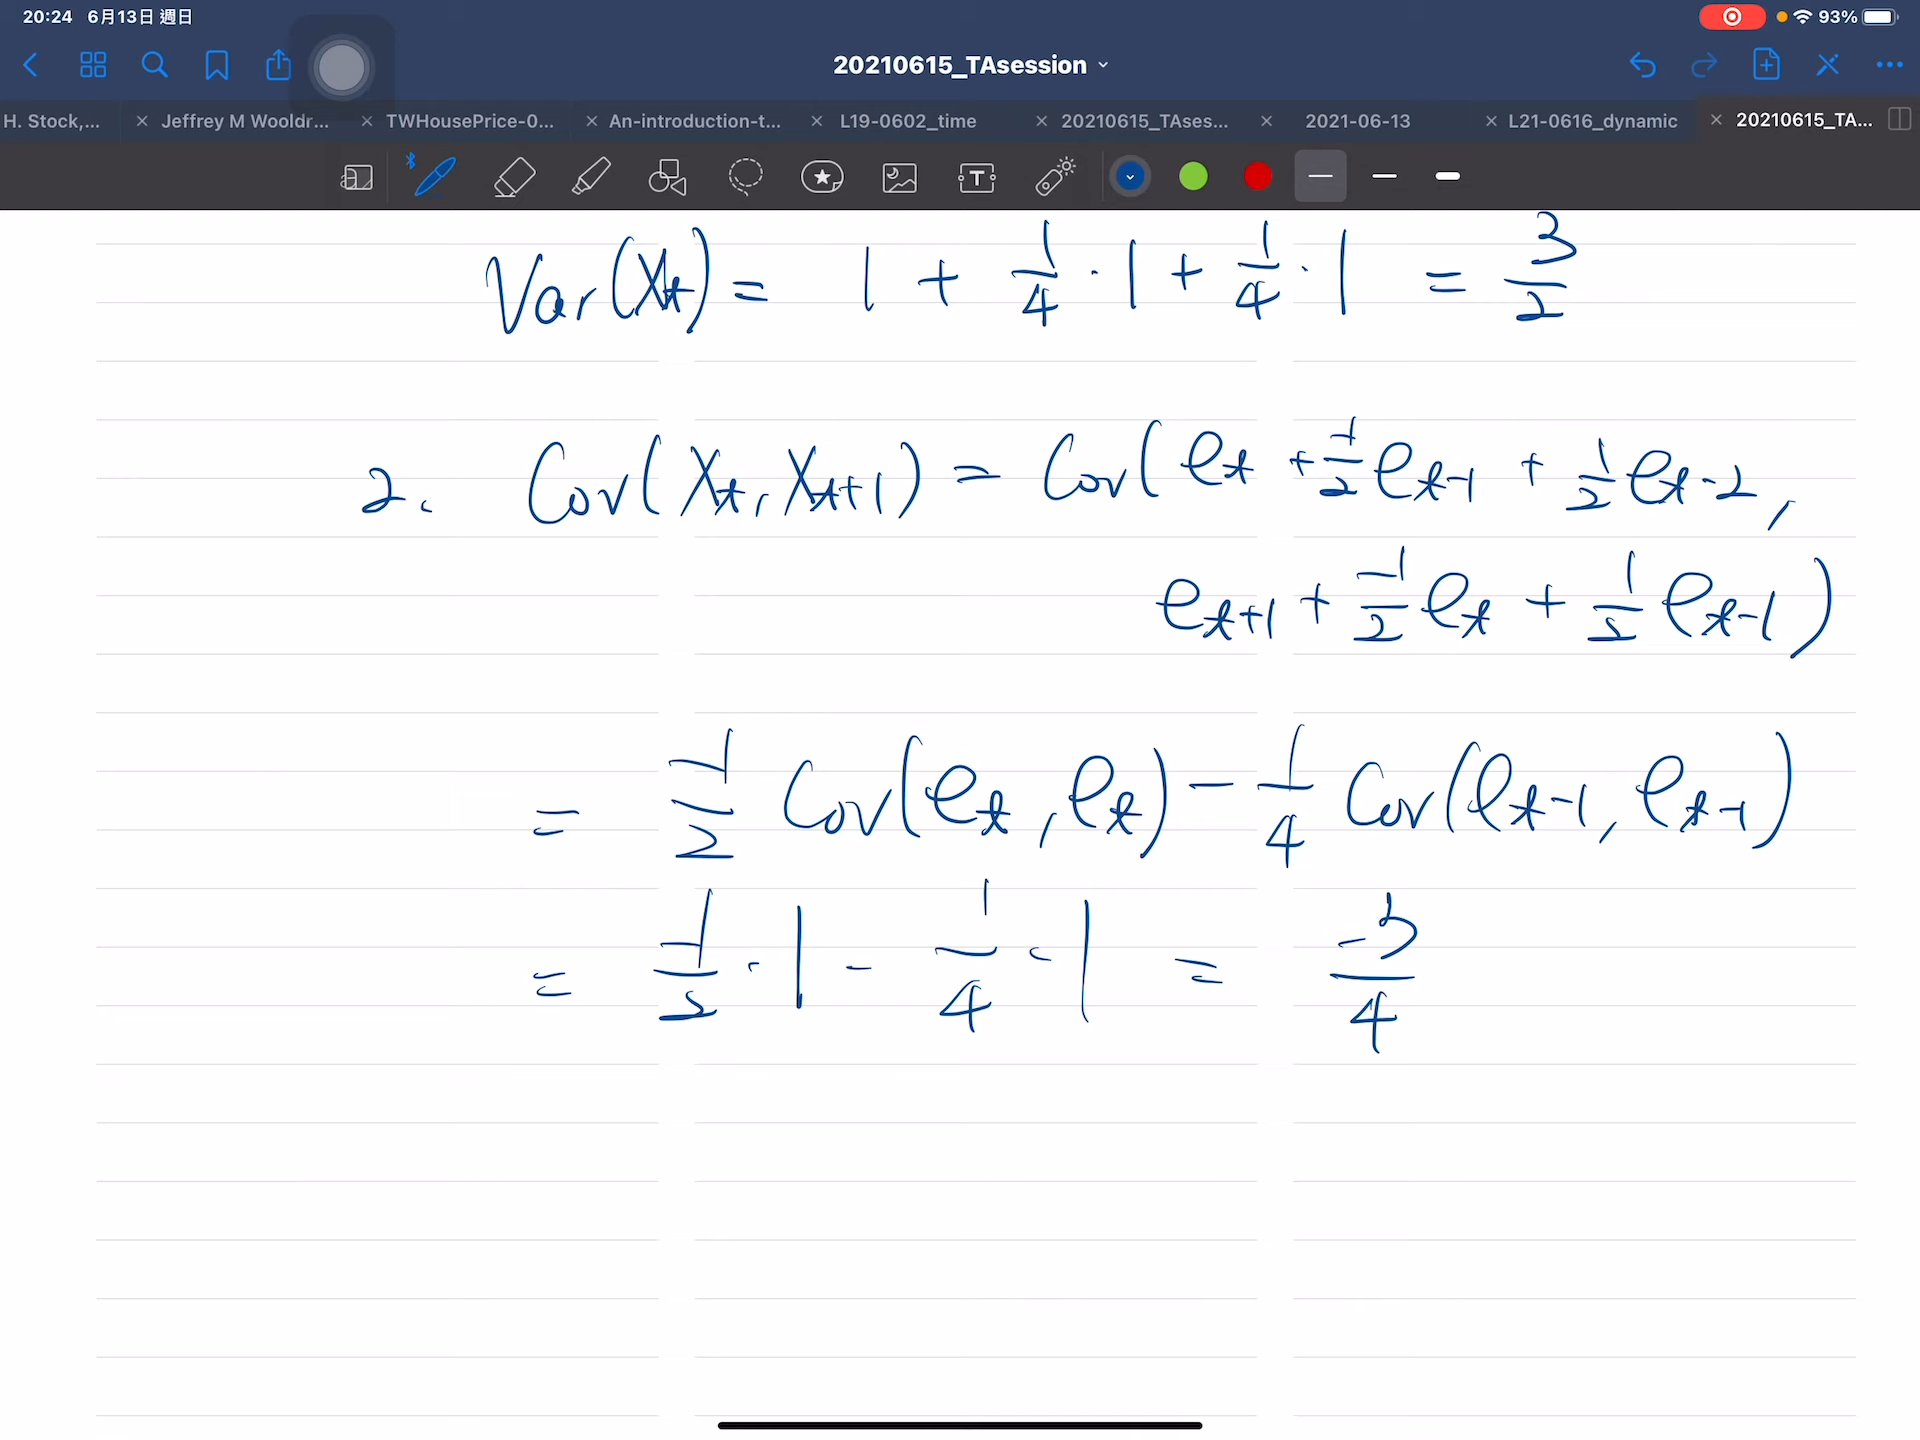 20:24 6月13日 週日 93%
20210615_TAsession
H. Stock,... Jeffrey M Wooldr... TWHousePrice-0... An-introduction-t... L19-0602_time 20210615_TAses... 2021-06-13 L21-0616_dynamic 20210615_TA...
Var(Xt) = 1 + 1/4 · 1 + 1/4 · 1 = 3/2
2. Cov(Xt, Xt+1) = Cov(et + -1/2 et-1 + 1/2 et-2,
et+1 + -1/2 et + 1/2 et-1)
= -1/2 Cov(et, et) - 1/4 Cov(et-1, et-1)
= -1/2 · 1 - 1/4 · 1 = -3/4